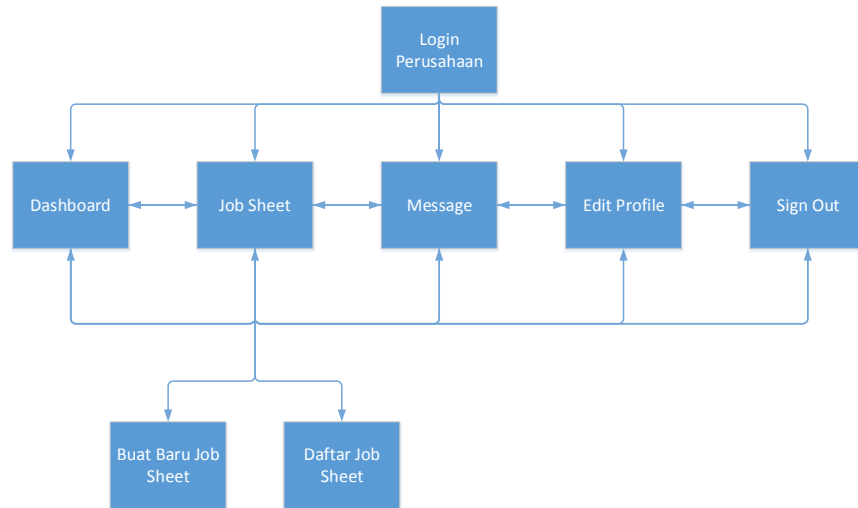 Login
Perusahaan
Dashboard
Job Sheet
Message
Edit Profile
Sign Out
Buat Baru Job
Sheet
Daftar Job
Sheet